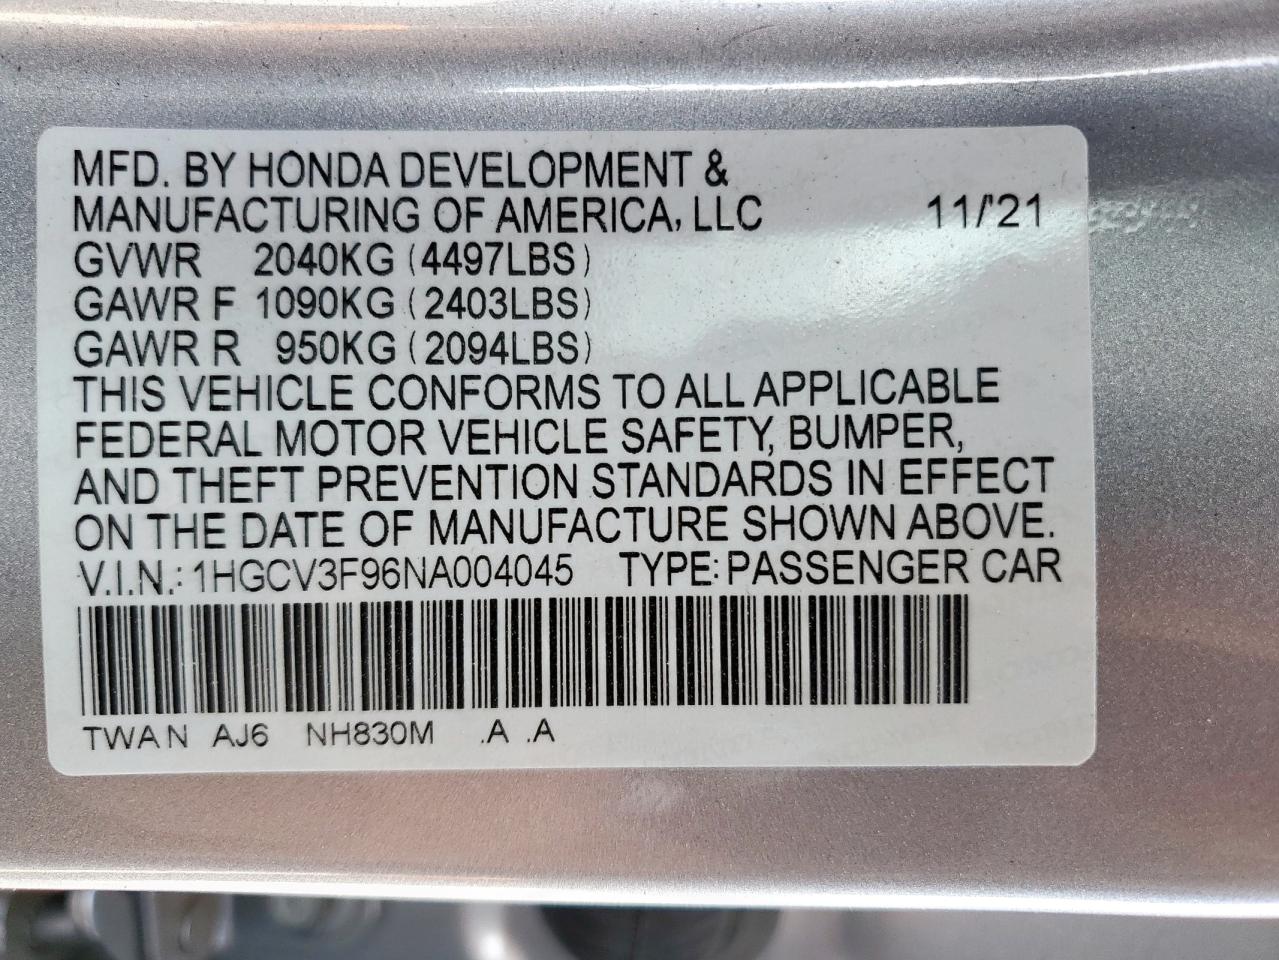 MFD. BY HONDA DEVELOPMENT &
MANUFACTURING OF AMERICA, LLC 11/'21
GVWR 2040KG (4497LBS)
GAWR F 1090KG (2403LBS)
GAWR R 950KG (2094LBS)
THIS VEHICLE CONFORMS TO ALL APPLICABLE
FEDERAL MOTOR VEHICLE SAFETY, BUMPER,
AND THEFT PREVENTION STANDARDS IN EFFECT
ON THE DATE OF MANUFACTURE SHOWN ABOVE.
V.I.N.: 1HGCV3F96NA004045 TYPE: PASSENGER CAR
TWAN AJ6 NH830M .A .A